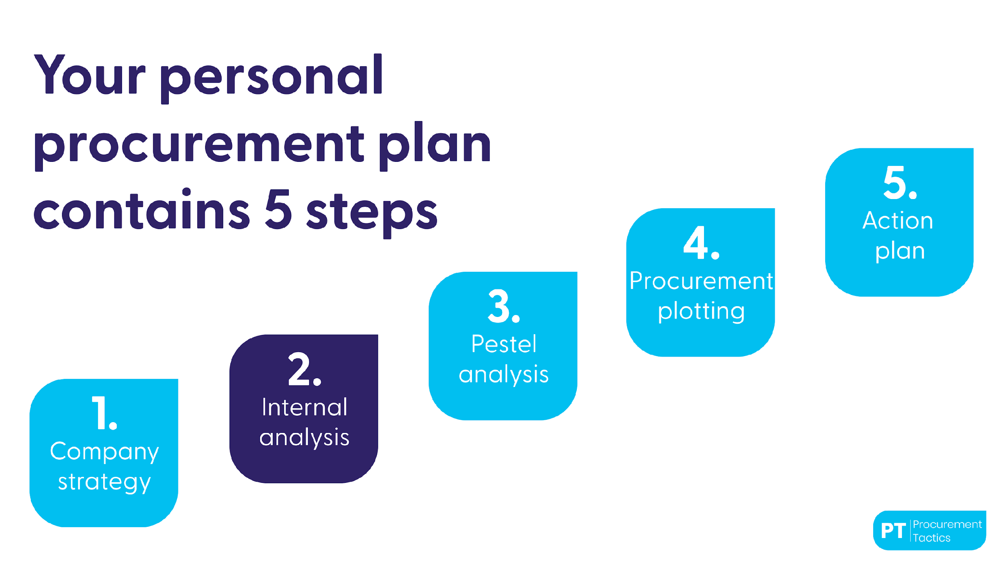 Your personal
procurement plan
contains 5 steps
1.
Company
strategy
2.
Internal
analysis
3.
Pestel
analysis
4.
Procurement
plotting
5.
Action
plan
PT
Procurement
Tactics